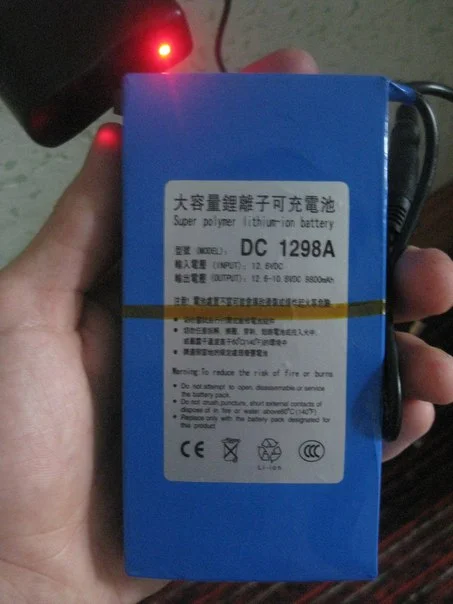 大容量鋰離子可充電池
Super polymer lithium-ion battery
型號 (MODEL): DC 1298A
輸入電壓 (INPUT): 12.6VDC
輸出電壓 (OUTPUT): 12.6-10.8VDC 9800mAh
Warning: To reduce the risk of fire or burns
• Do not attempt to open, disassemble, or service
the battery pack.
• Do not crush, puncture, short external contacts of
dispose of in fire or water above 60℃(140℉)
• Replace only with the battery pack designated for
this product
CE
Li-ion
CCC